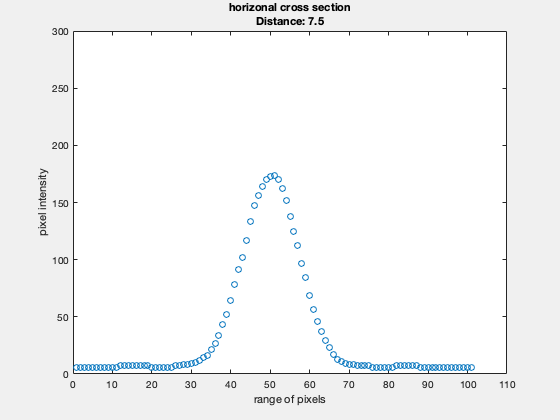 horizonal cross section
Distance: 7.5
300
250
200
150
100
50
0
pixel intensity
0 10 20 30 40 50 60 70 80 90 100 110
range of pixels